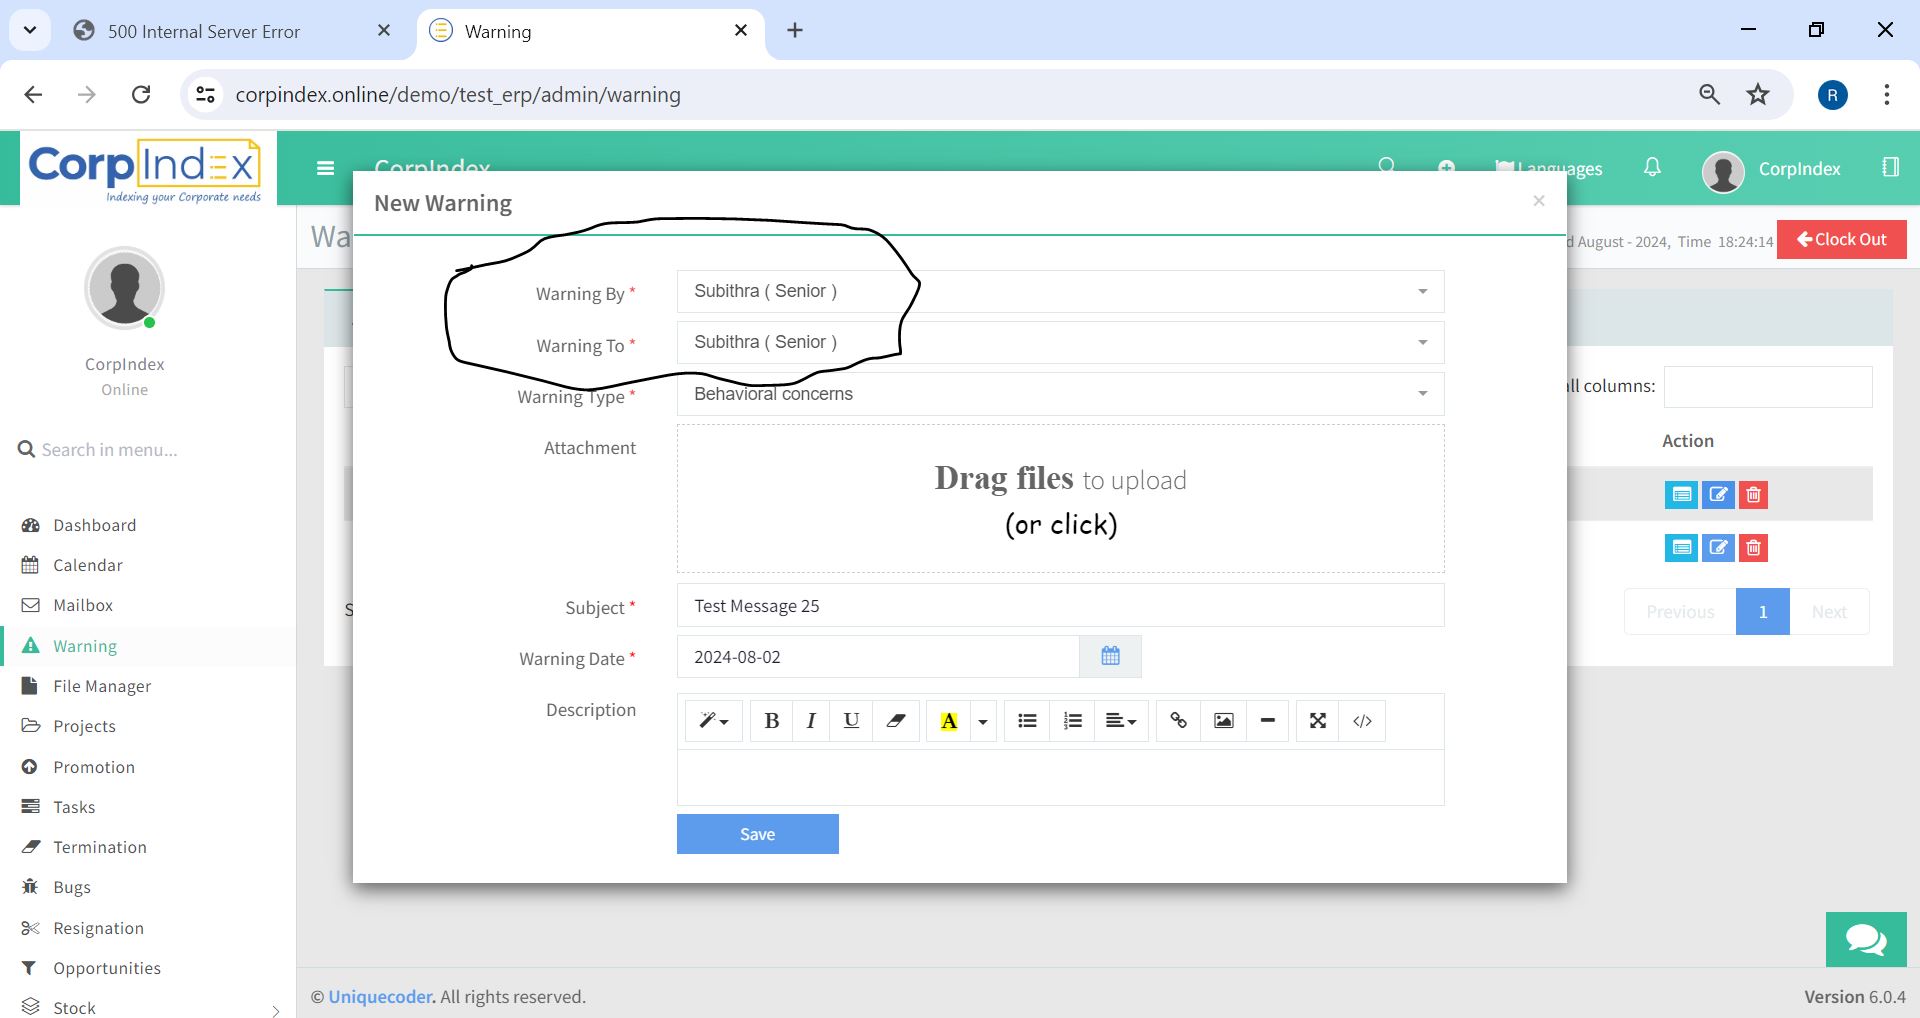 500 Internal Server Error
Warning
corpindex.online/demo/test_erp/admin/warning
R
CorpIndex
Indexing your Corporate needs
CorpIndex
Languages
CorpIndex
New Warning
×
Wa
August - 2024, Time 18:24:14
Clock Out
Warning By *
Subithra ( Senior )
Warning To *
Subithra ( Senior )
Warning Type *
Behavioral concerns
Attachment
Drag files to upload
(or click)
Subject *
Test Message 25
Warning Date *
2024-08-02
Description
B I U A </>
Save
all columns:
Action
Previous 1 Next
CorpIndex
Online
Search in menu...
Dashboard
Calendar
Mailbox
Warning
File Manager
Projects
Promotion
Tasks
Termination
Bugs
Resignation
Opportunities
Stock
© Uniquecoder. All rights reserved.
Version 6.0.4